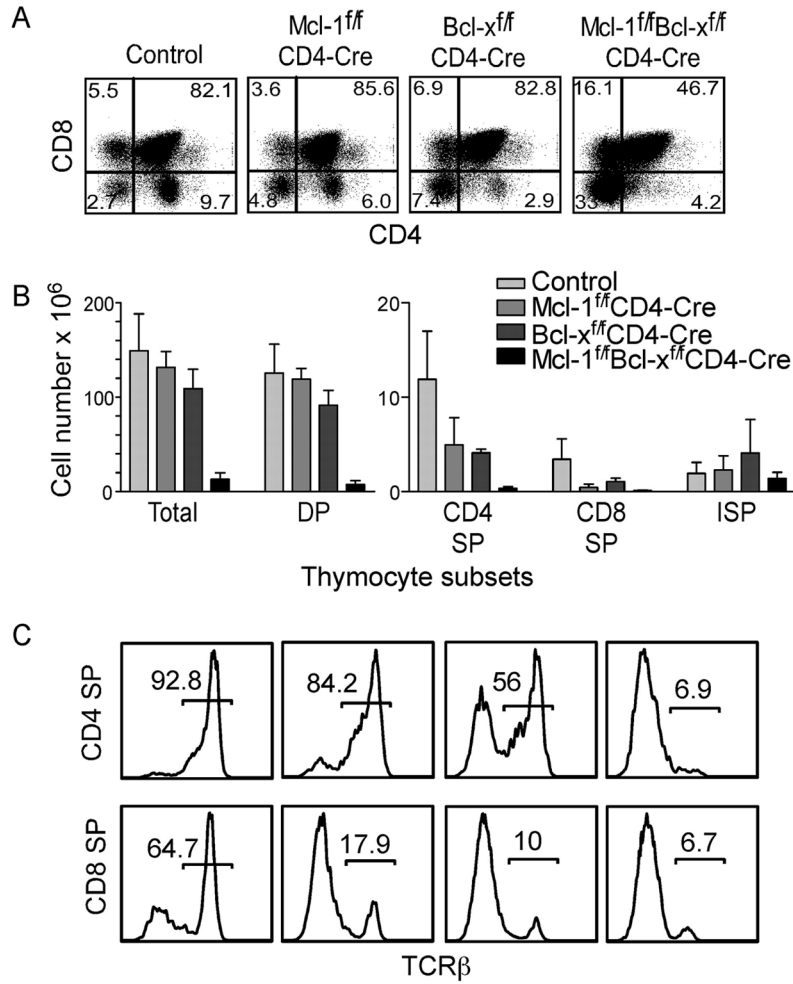 A
Control
Mcl-1f/f
CD4-Cre
Bcl-xf/f
CD4-Cre
Mcl-1f/fBcl-xf/f
CD4-Cre
CD8
5.5 82.1
2.7 9.7
3.6 85.6
4.8 6.0
6.9 82.8
7.4 2.9
16.1 46.7
33 4.2
CD4
B
Cell number x 10⁶
200
100
0
Total DP
20
10
0
CD4
SP
CD8
SP
ISP
Control
Mcl-1f/fCD4-Cre
Bcl-xf/fCD4-Cre
Mcl-1f/fBcl-xf/fCD4-Cre
Thymocyte subsets
C
CD4 SP
92.8 84.2 56 6.9
CD8 SP
64.7 17.9 10 6.7
TCRβ